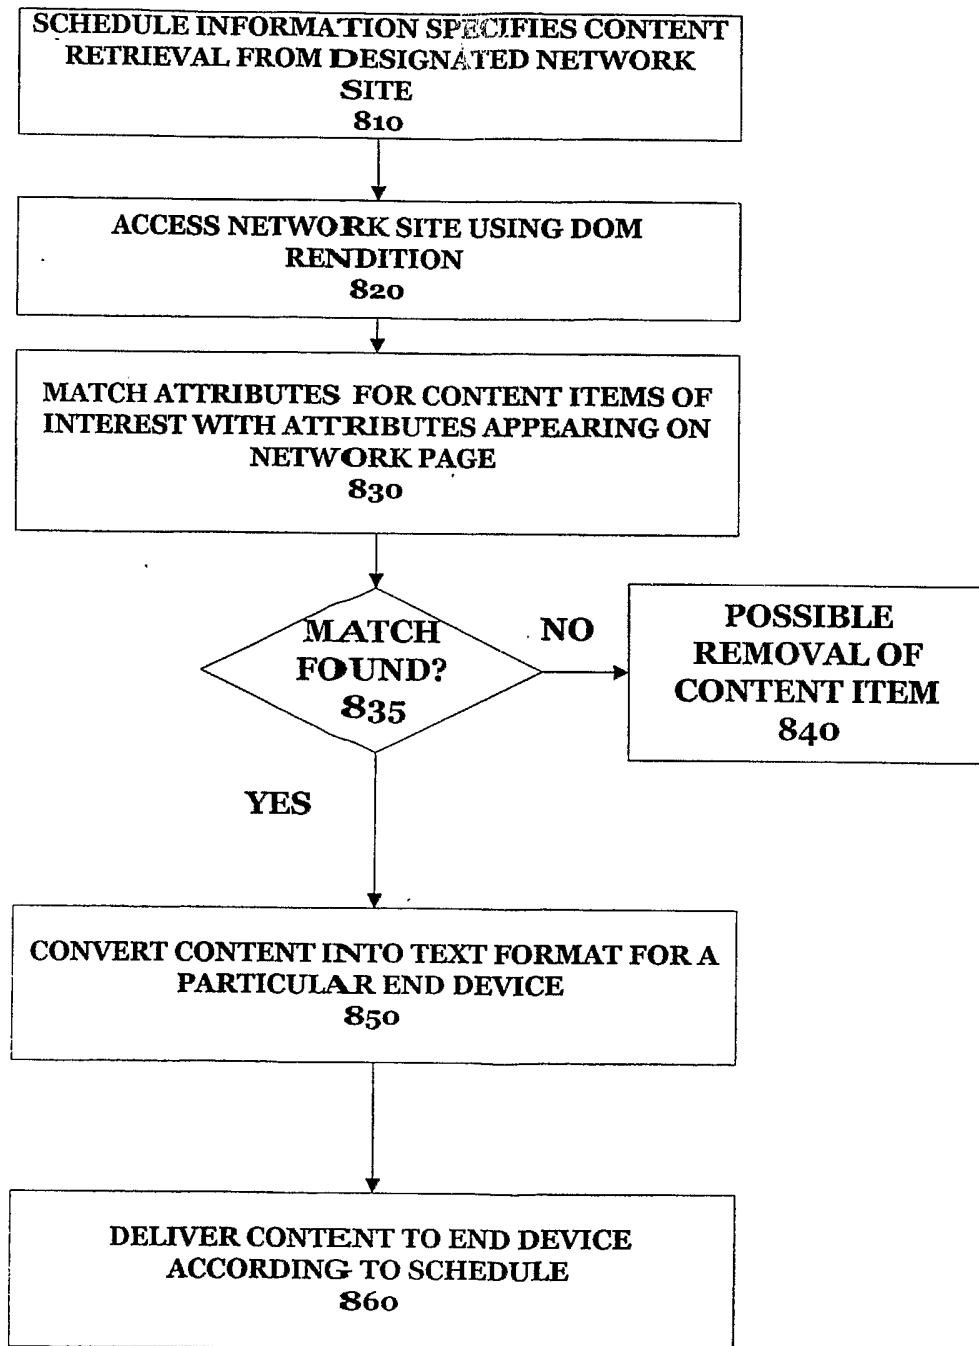 SCHEDULE INFORMATION SPECIFIES CONTENT
RETRIEVAL FROM DESIGNATED NETWORK
SITE
810
ACCESS NETWORK SITE USING DOM
RENDITION
820
MATCH ATTRIBUTES FOR CONTENT ITEMS OF
INTEREST WITH ATTRIBUTES APPEARING ON
NETWORK PAGE
830
MATCH
FOUND?
835
NO
POSSIBLE
REMOVAL OF
CONTENT ITEM
840
YES
CONVERT CONTENT INTO TEXT FORMAT FOR A
PARTICULAR END DEVICE
850
DELIVER CONTENT TO END DEVICE
ACCORDING TO SCHEDULE
860